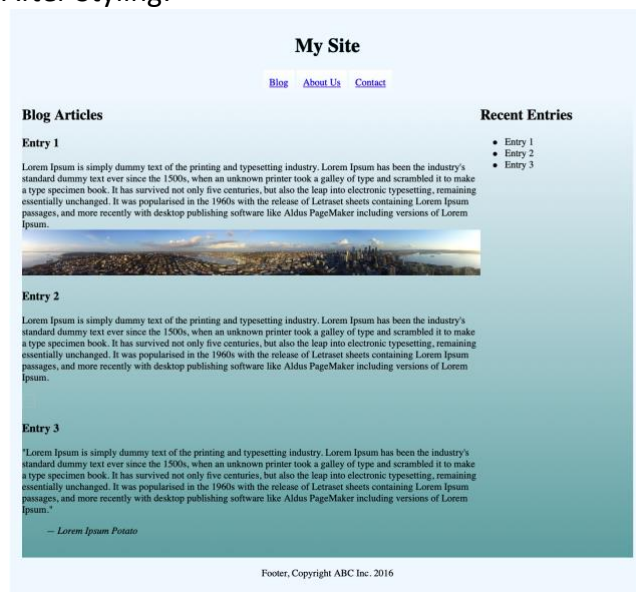 After Styling:
My Site
Blog About Us Contact
Blog Articles
Entry 1
Lorem Ipsum is simply dummy text of the printing and typesetting industry. Lorem Ipsum has been the industry's
standard dummy text ever since the 1500s, when an unknown printer took a galley of type and scrambled it to make
a type specimen book. It has survived not only five centuries, but also the leap into electronic typesetting, remaining
essentially unchanged. It was popularised in the 1960s with the release of Letraset sheets containing Lorem Ipsum
passages, and more recently with desktop publishing software like Aldus PageMaker including versions of Lorem
Ipsum.
Entry 2
Lorem Ipsum is simply dummy text of the printing and typesetting industry. Lorem Ipsum has been the industry's
standard dummy text ever since the 1500s, when an unknown printer took a galley of type and scrambled it to make
a type specimen book. It has survived not only five centuries, but also the leap into electronic typesetting, remaining
essentially unchanged. It was popularised in the 1960s with the release of Letraset sheets containing Lorem Ipsum
passages, and more recently with desktop publishing software like Aldus PageMaker including versions of Lorem
Ipsum.
Entry 3
"Lorem Ipsum is simply dummy text of the printing and typesetting industry. Lorem Ipsum has been the industry's
standard dummy text ever since the 1500s, when an unknown printer took a galley of type and scrambled it to make
a type specimen book. It has survived not only five centuries, but also the leap into electronic typesetting, remaining
essentially unchanged. It was popularised in the 1960s with the release of Letraset sheets containing Lorem Ipsum
passages, and more recently with desktop publishing software like Aldus PageMaker including versions of Lorem
Ipsum."
— Lorem Ipsum Potato
Recent Entries
• Entry 1
• Entry 2
• Entry 3
Footer, Copyright ABC Inc. 2016